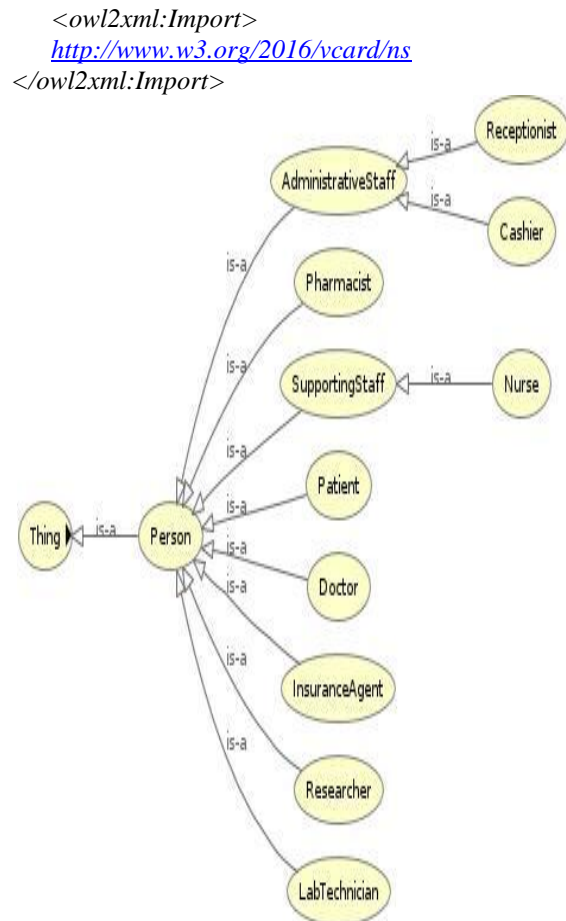 <owl2xml:Import>
http://www.w3.org/2016/vcard/ns
</owl2xml:Import>
Receptionist
is-a
AdministrativeStaff
is-a
Cashier
is-a
Pharmacist
is-a
SupportingStaff
is-a
Nurse
is-a
Patient
is-a
Thing
is-a
Person
is-a
Doctor
is-a
InsuranceAgent
is-a
Researcher
is-a
LabTechnician